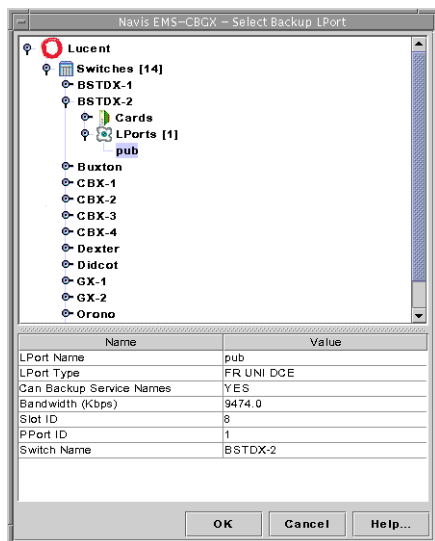 Navis EMS-CBGX - Select Backup LPort
Lucent
Switches [14]
BSTDX-1
BSTDX-2
Cards
LPorts [1]
pub
Buxton
CBX-1
CBX-2
CBX-3
CBX-4
Dexter
Didcot
GX-1
GX-2
Orono
Name Value
LPort Name pub
LPort Type FR UNI DCE
Can Backup Service Names YES
Bandwidth (Kbps) 9474.0
Slot ID 8
PPort ID 1
Switch Name BSTDX-2
OK Cancel Help...